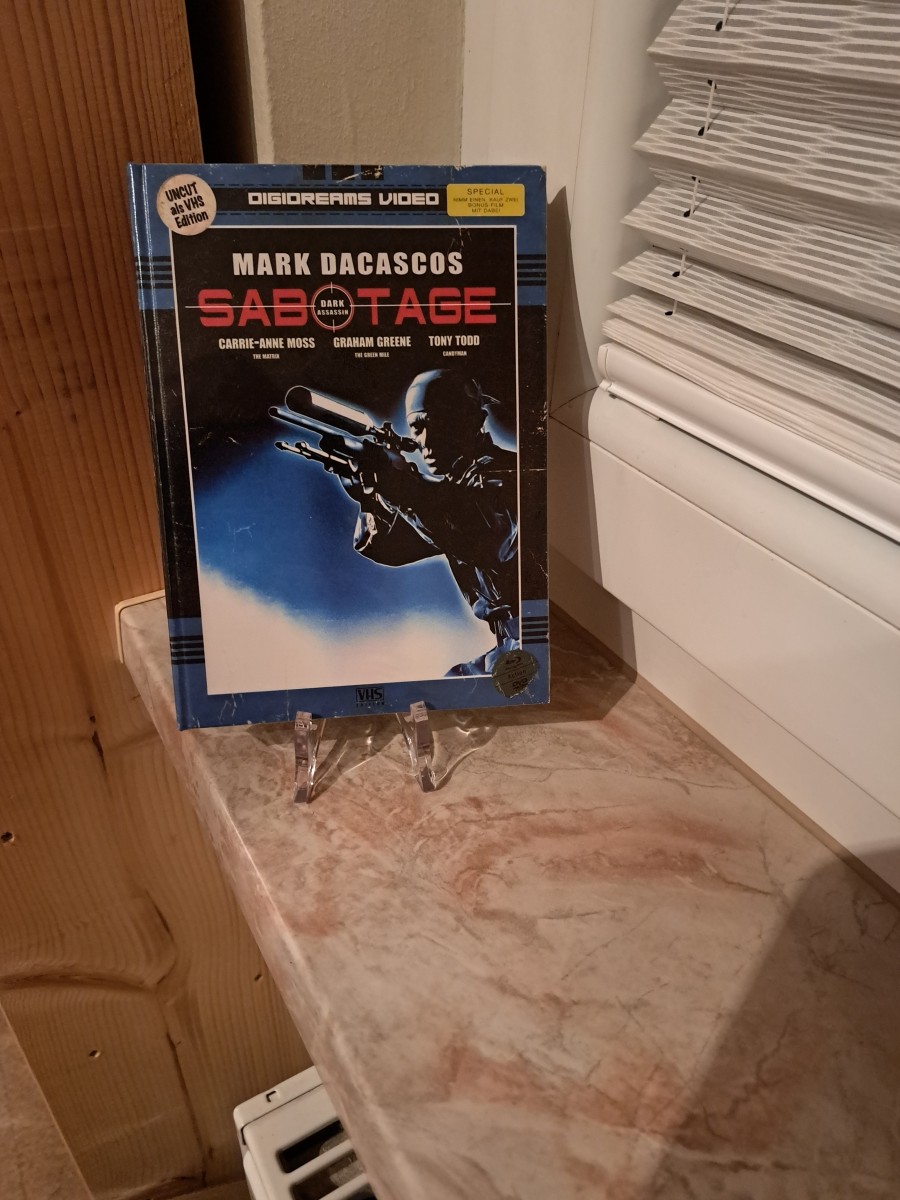 UNCUT
als VHS
Edition
DIGIDREAMS VIDEO
SPECIAL
NIMM EINEN, KAUF ZWEI
BONUS-FILM
MIT DABEI
MARK DACASCOS
SABOTAGE
DARK
ASSASSIN
CARRIE-ANNE MOSS GRAHAM GREENE TONY TODD
THE MATRIX THE GREEN MILE CANDYMAN
VHS
EDITION